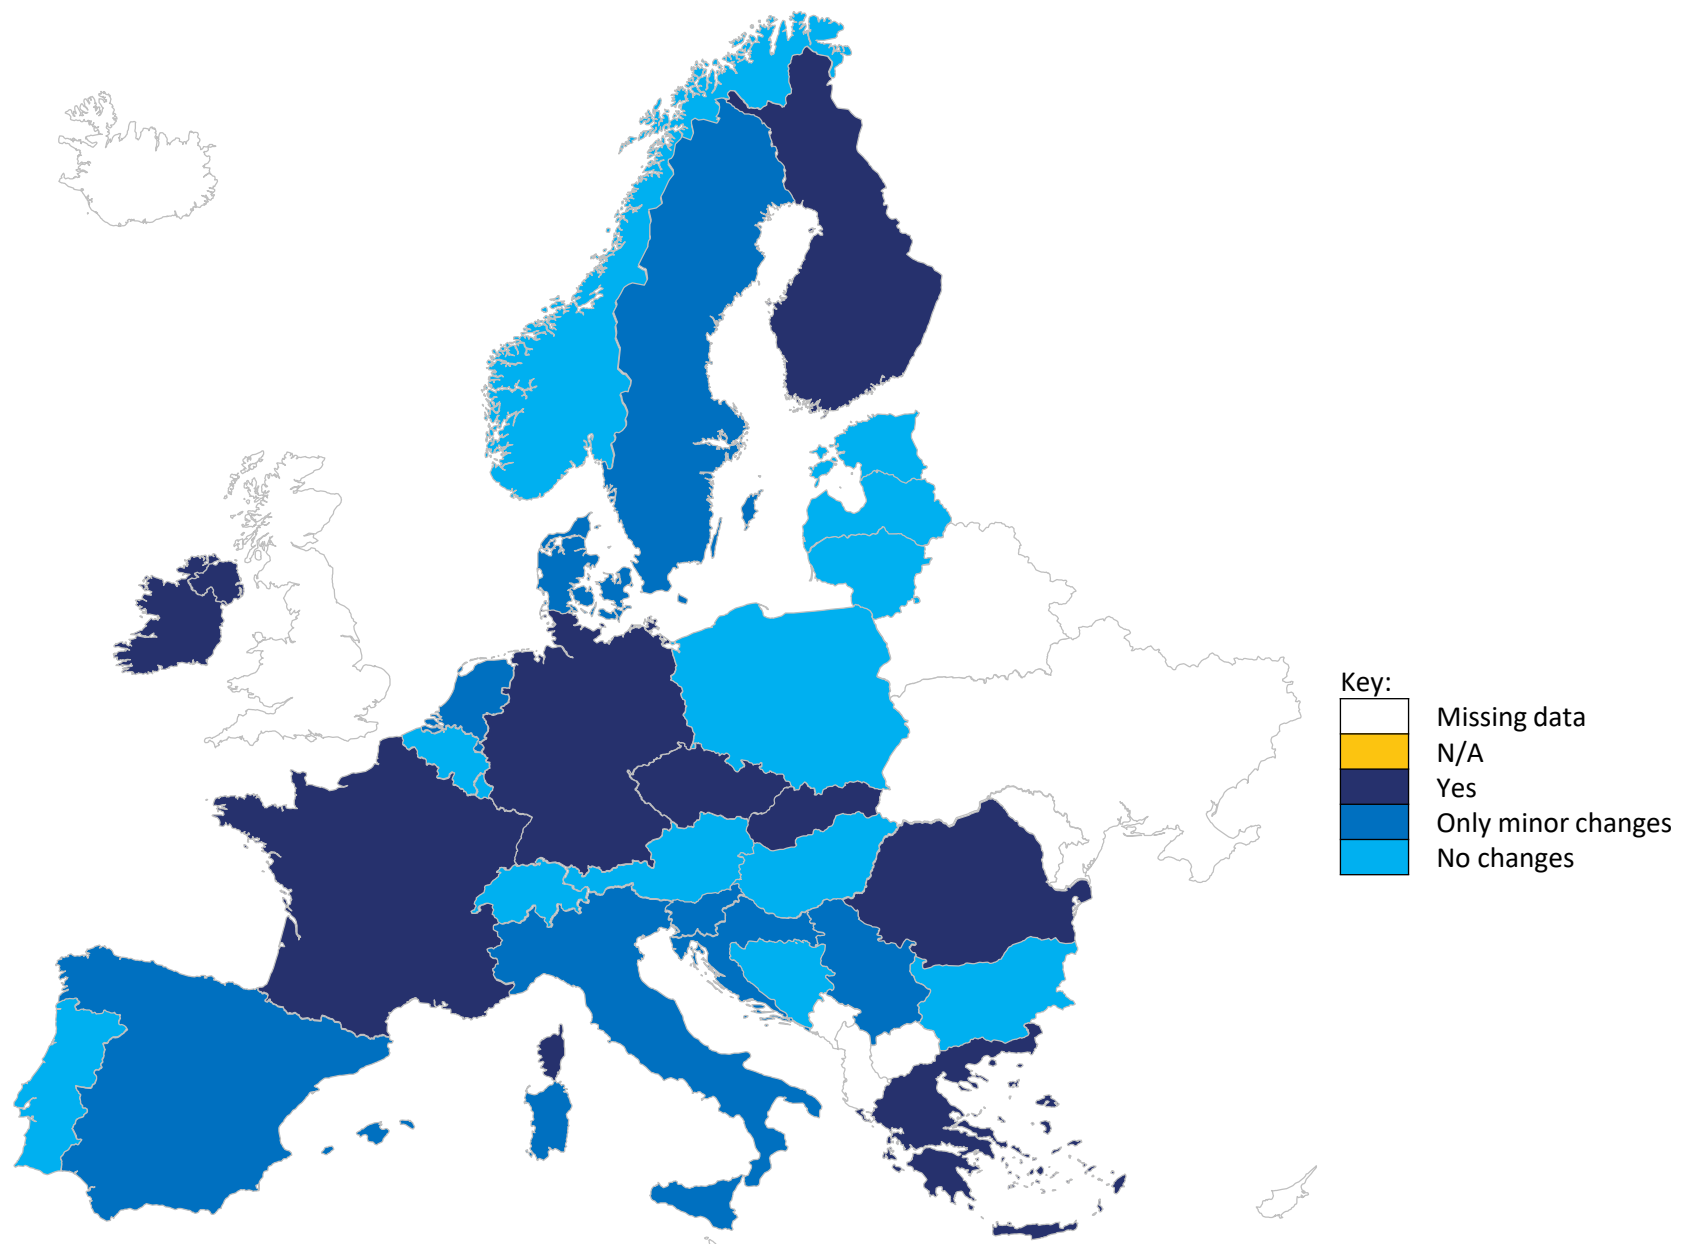 Key:
Missing data
N/A
Yes
Only minor changes
No changes